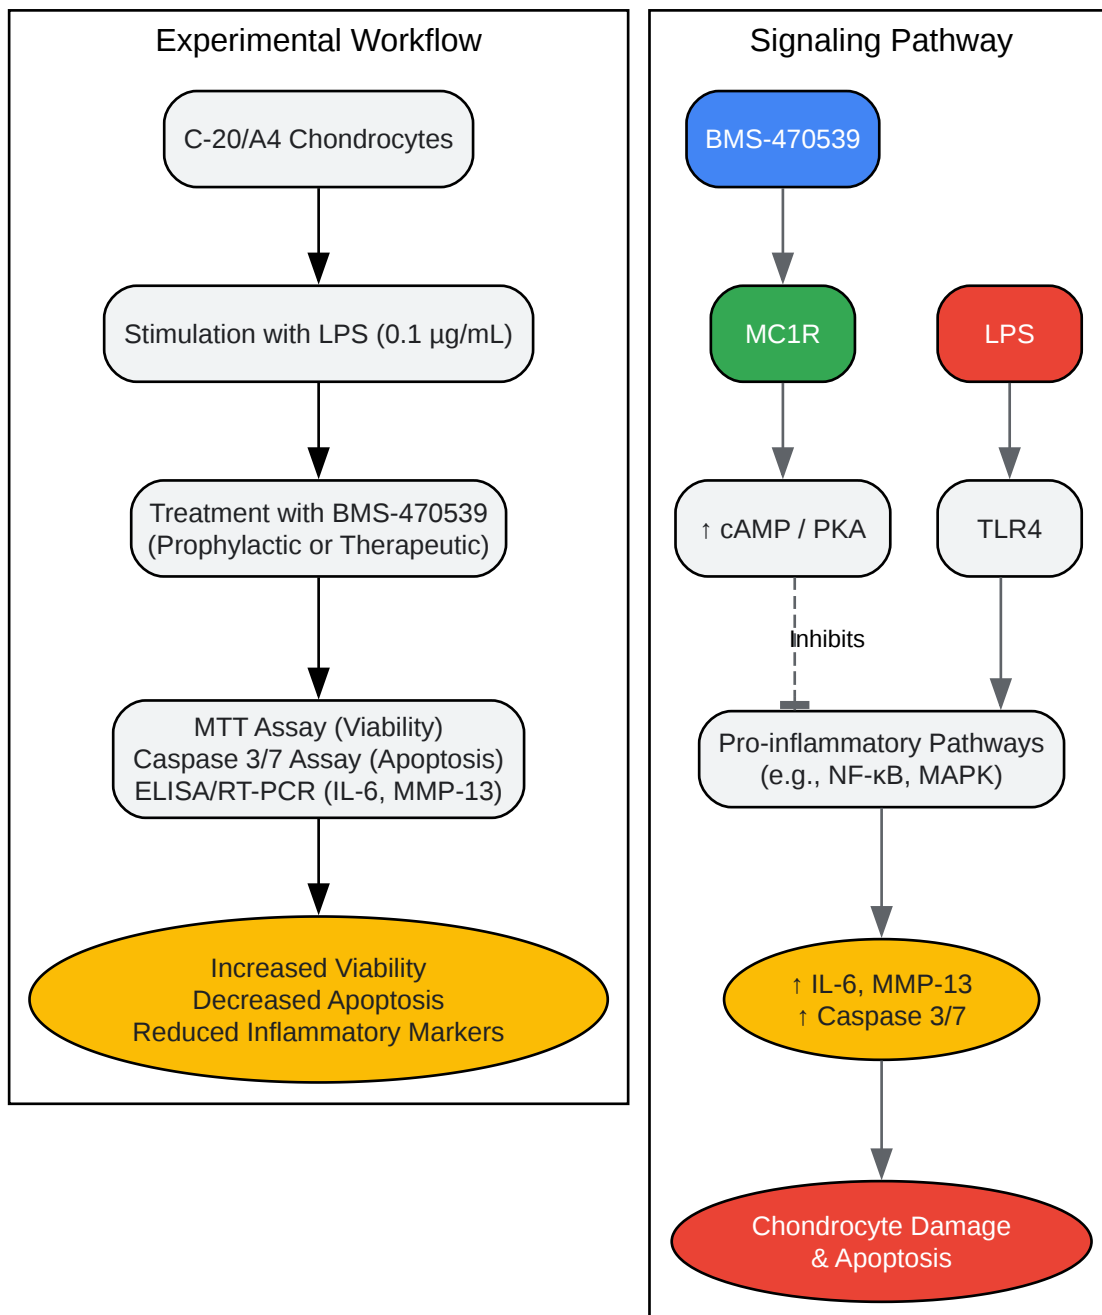 Experimental Workflow
C-20/A4 Chondrocytes
Stimulation with LPS (0.1 µg/mL)
Treatment with BMS-470539
(Prophylactic or Therapeutic)
MTT Assay (Viability)
Caspase 3/7 Assay (Apoptosis)
ELISA/RT-PCR (IL-6, MMP-13)
Increased Viability
Decreased Apoptosis
Reduced Inflammatory Markers
Signaling Pathway
BMS-470539
MC1R
LPS
↑ cAMP / PKA
TLR4
Inhibits
Pro-inflammatory Pathways
(e.g., NF-κB, MAPK)
↑ IL-6, MMP-13
↑ Caspase 3/7
Chondrocyte Damage
& Apoptosis